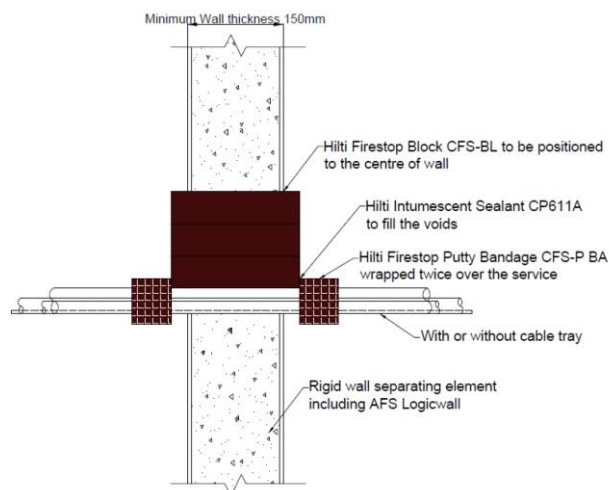 Minimum Wall thickness 150mm
Hilti Firestop Block CFS-BL to be positioned
to the centre of wall
Hilti Intumescent Sealant CP611A
to fill the voids
Hilti Firestop Putty Bandage CFS-P BA
wrapped twice over the service
With or without cable tray
Rigid wall separating element
including AFS Logicwall